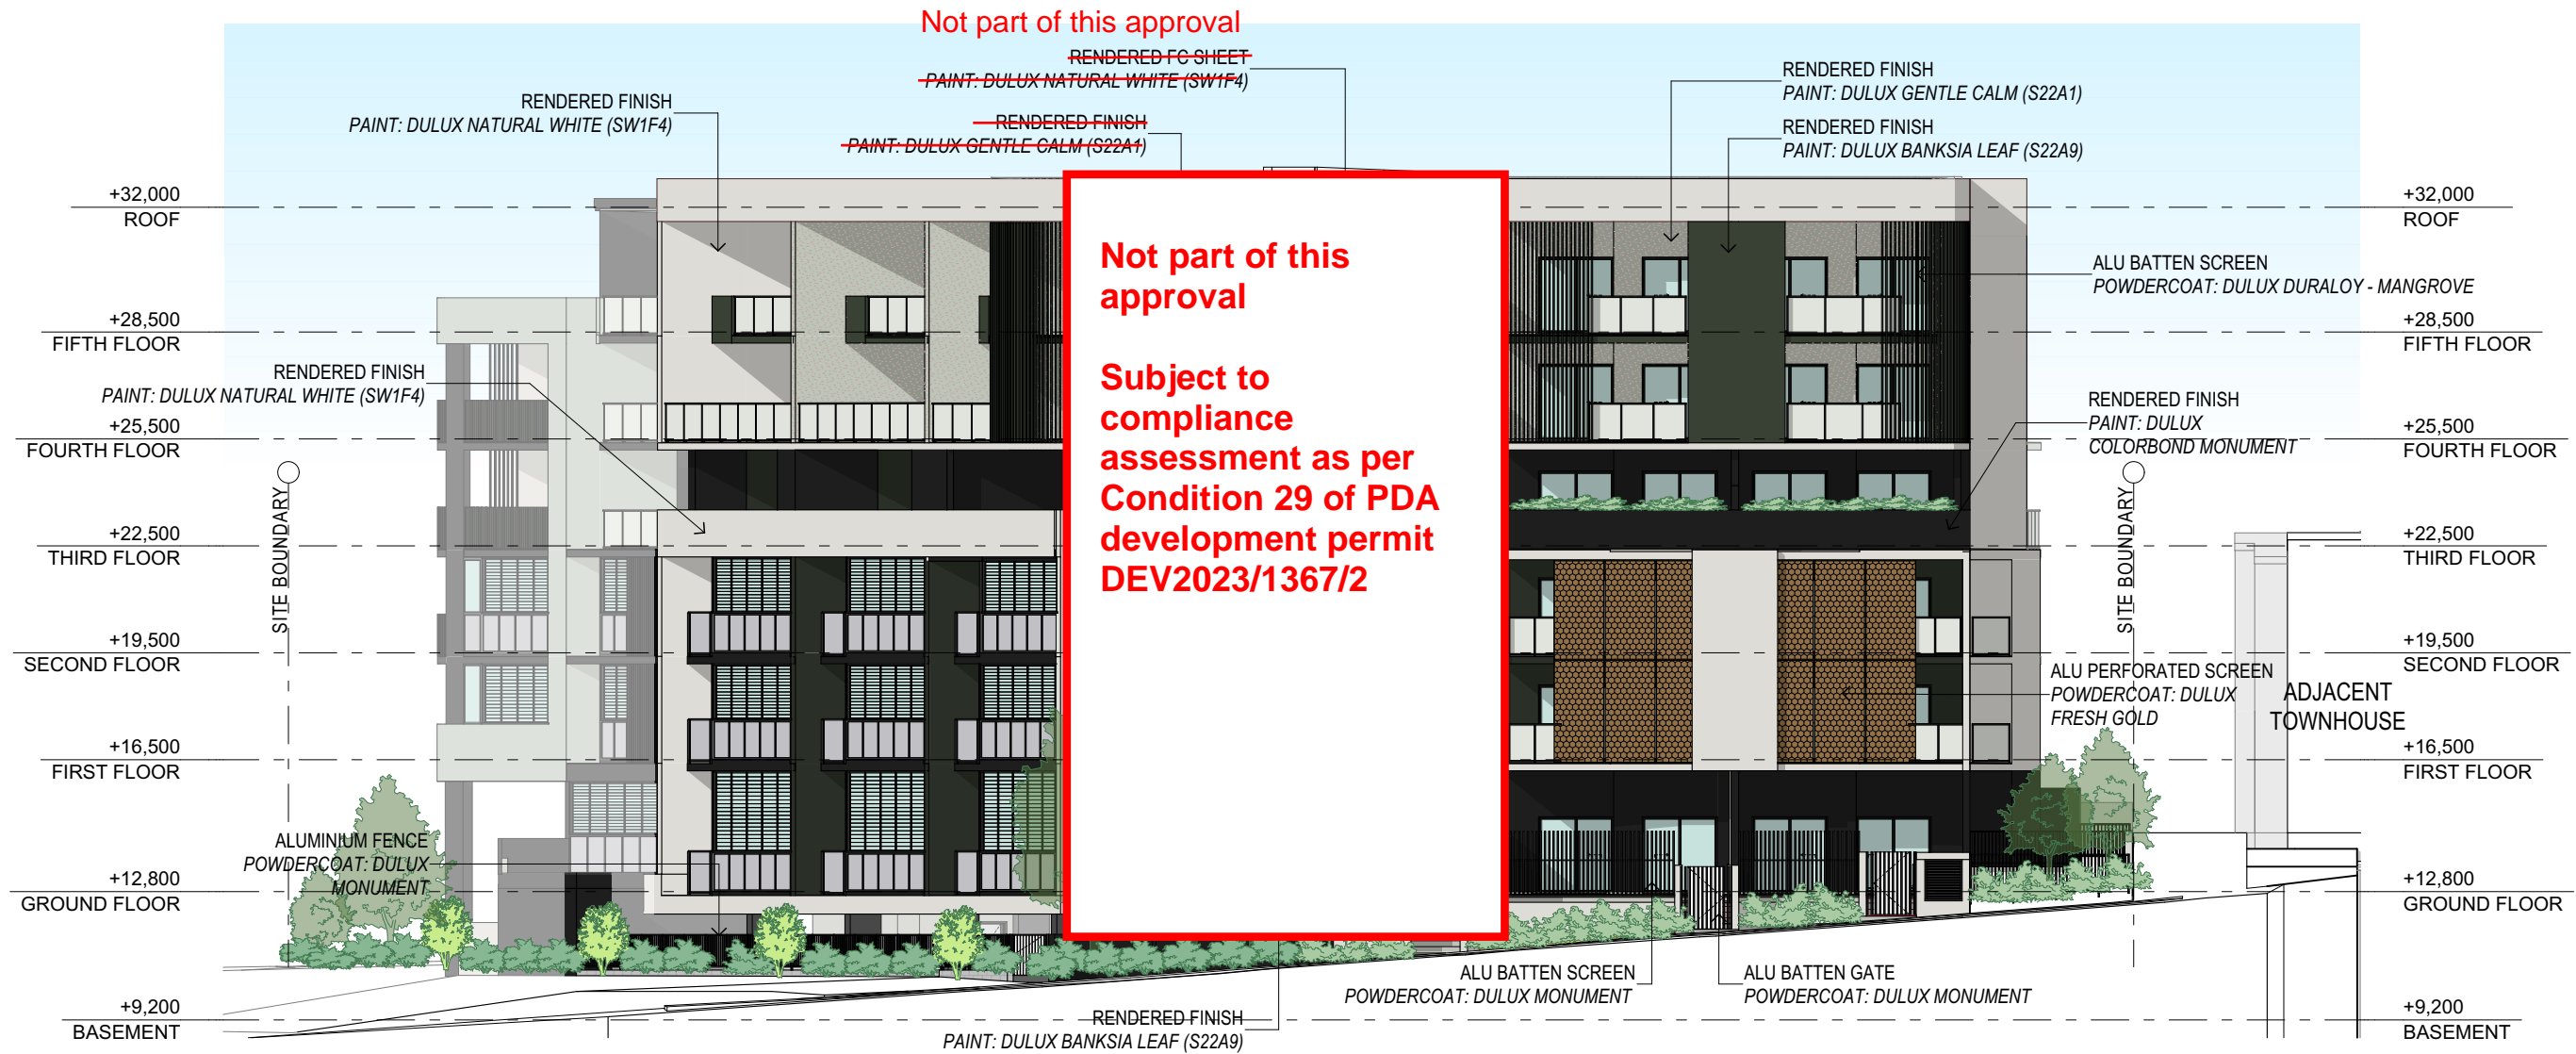 Not part of this approval
RENDERED FC SHEET
PAINT: DULUX NATURAL WHITE (SW1F4)
RENDERED FINISH
PAINT: DULUX NATURAL WHITE (SW1F4)
RENDERED FINISH
PAINT: DULUX GENTLE CALM (S22A1)
RENDERED FINISH
PAINT: DULUX GENTLE CALM (S22A1)
RENDERED FINISH
PAINT: DULUX BANKSIA LEAF (S22A9)
+32,000
ROOF
+28,500
FIFTH FLOOR
RENDERED FINISH
PAINT: DULUX NATURAL WHITE (SW1F4)
+25,500
FOURTH FLOOR
SITE BOUNDARY
+22,500
THIRD FLOOR
+19,500
SECOND FLOOR
+16,500
FIRST FLOOR
ALUMINIUM FENCE
POWDERCOAT: DULUX
MONUMENT
+12,800
GROUND FLOOR
+9,200
BASEMENT
Not part of this
approval
Subject to
compliance
assessment as per
Condition 29 of PDA
development permit
DEV2023/1367/2
RENDERED FINISH
PAINT: DULUX BANKSIA LEAF (S22A9)
ALU BATTEN SCREEN
POWDERCOAT: DULUX MONUMENT
ALU BATTEN GATE
POWDERCOAT: DULUX MONUMENT
ALU BATTEN SCREEN
POWDERCOAT: DULUX DURALOY - MANGROVE
RENDERED FINISH
PAINT: DULUX
COLORBOND MONUMENT
SITE BOUNDARY
ALU PERFORATED SCREEN
POWDERCOAT: DULUX
FRESH GOLD
ADJACENT
TOWNHOUSE
+32,000
ROOF
+28,500
FIFTH FLOOR
+25,500
FOURTH FLOOR
+22,500
THIRD FLOOR
+19,500
SECOND FLOOR
+16,500
FIRST FLOOR
+12,800
GROUND FLOOR
+9,200
BASEMENT